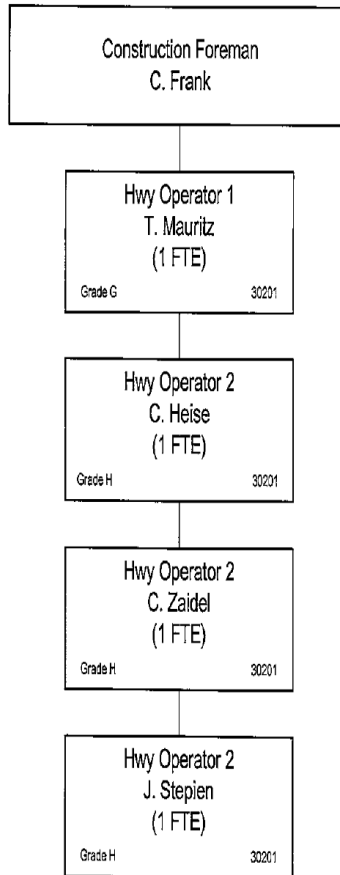 Construction Foreman
C. Frank
Hwy Operator 1
T. Mauritz
(1 FTE)
Grade G 30201
Hwy Operator 2
C. Heise
(1 FTE)
Grade H 30201
Hwy Operator 2
C. Zaidel
(1 FTE)
Grade H 30201
Hwy Operator 2
J. Stepien
(1 FTE)
Grade H 30201